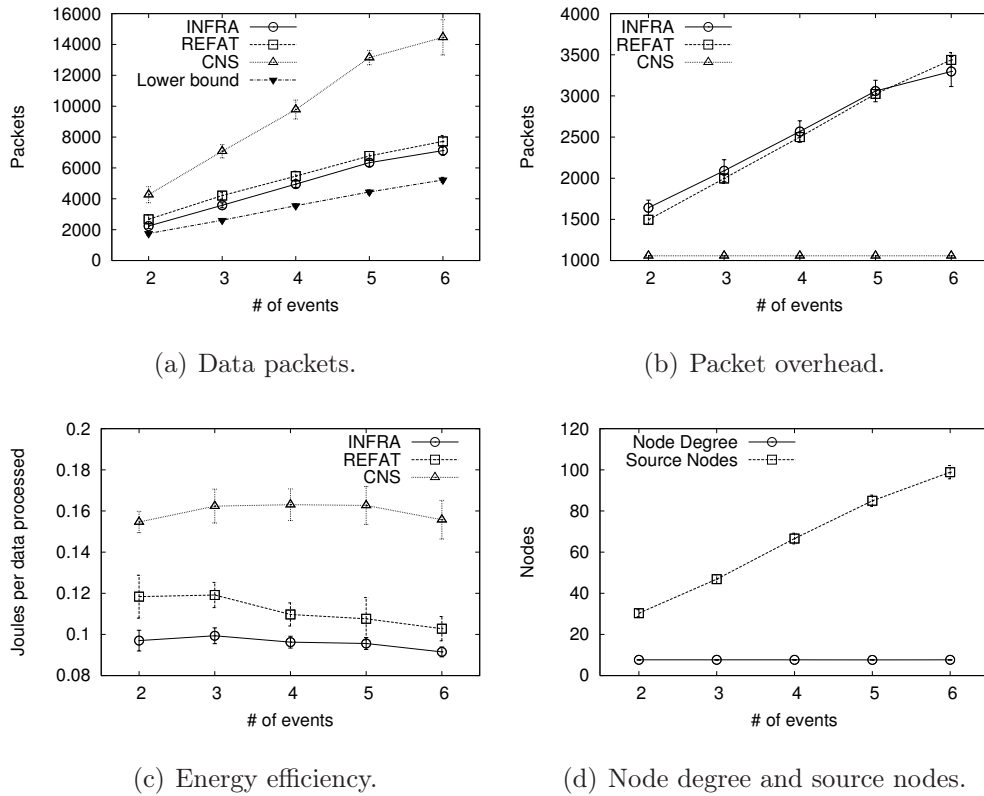 16000
14000
12000
10000
8000
6000
4000
2000
0
Packets
INFRA
REFAT
CNS
Lower bound
2 3 4 5 6
# of events
(a) Data packets.
4000
3500
3000
2500
2000
1500
1000
Packets
INFRA
REFAT
CNS
2 3 4 5 6
# of events
(b) Packet overhead.
0.2
0.18
0.16
0.14
0.12
0.1
0.08
Joules per data processed
INFRA
REFAT
CNS
2 3 4 5 6
# of events
(c) Energy efficiency.
120
100
80
60
40
20
0
Nodes
Node Degree
Source Nodes
2 3 4 5 6
# of events
(d) Node degree and source nodes.